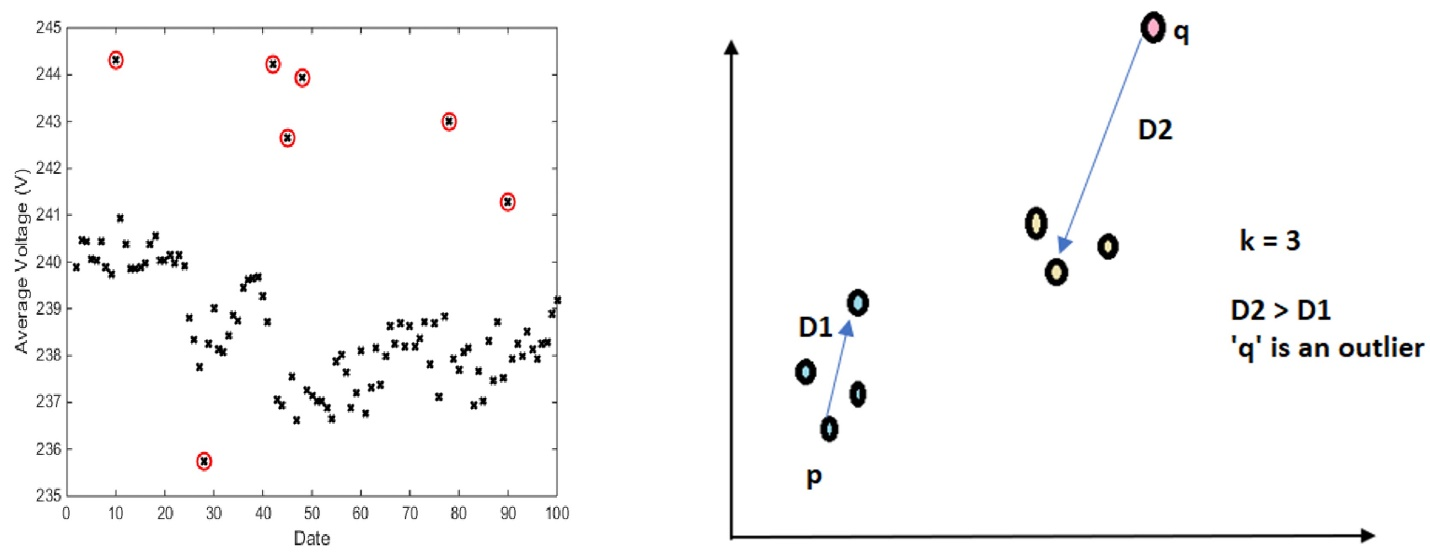 245
244
243
242
241
240
239
238
237
236
235
Average Voltage (V)
0 10 20 30 40 50 60 70 80 90 100
Date
q
D2
k = 3
D2 > D1
'q' is an outlier
D1
p